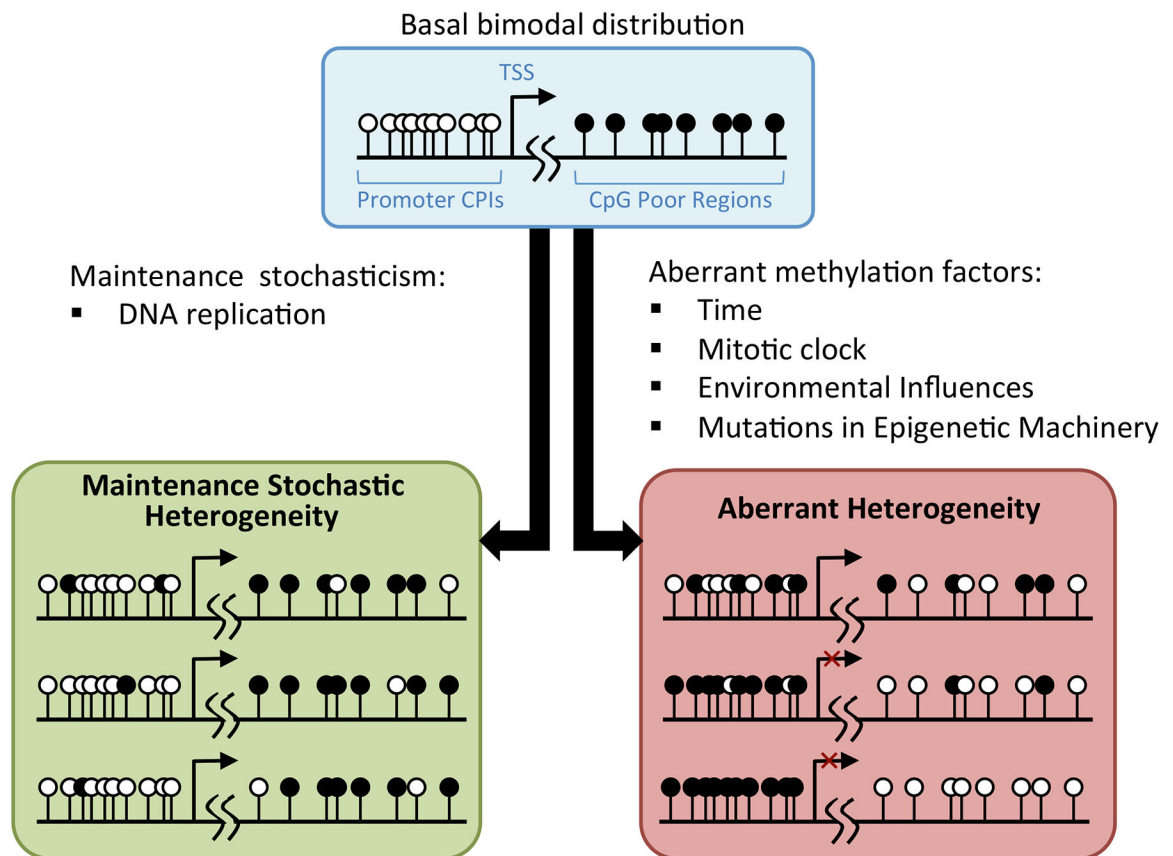 Basal bimodal distribution
TSS
Promoter CPIs
CpG Poor Regions
Maintenance stochasticism:
▪ DNA replication
Aberrant methylation factors:
▪ Time
▪ Mitotic clock
▪ Environmental Influences
▪ Mutations in Epigenetic Machinery
Maintenance Stochastic
Heterogeneity
Aberrant Heterogeneity